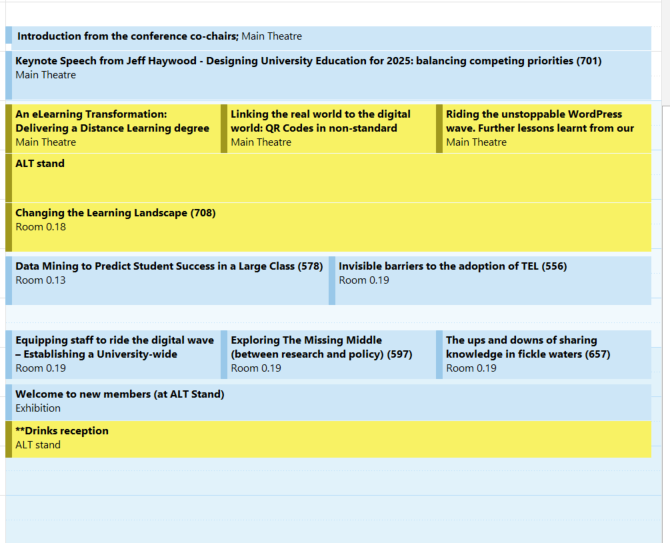 Introduction from the conference co-chairs; Main Theatre
Keynote Speech from Jeff Haywood - Designing University Education for 2025: balancing competing priorities (701)
Main Theatre
An eLearning Transformation:
Delivering a Distance Learning degree
Main Theatre
Linking the real world to the digital
world: QR Codes in non-standard
Main Theatre
Riding the unstoppable WordPress
wave. Further lessons learnt from our
Main Theatre
ALT stand
Changing the Learning Landscape (708)
Room 0.18
Data Mining to Predict Student Success in a Large Class (578)
Room 0.13
Invisible barriers to the adoption of TEL (556)
Room 0.19
Equipping staff to ride the digital wave
– Establishing a University-wide
Room 0.19
Exploring The Missing Middle
(between research and policy) (597)
Room 0.19
The ups and downs of sharing
knowledge in fickle waters (657)
Room 0.19
Welcome to new members (at ALT Stand)
Exhibition
**Drinks reception
ALT stand